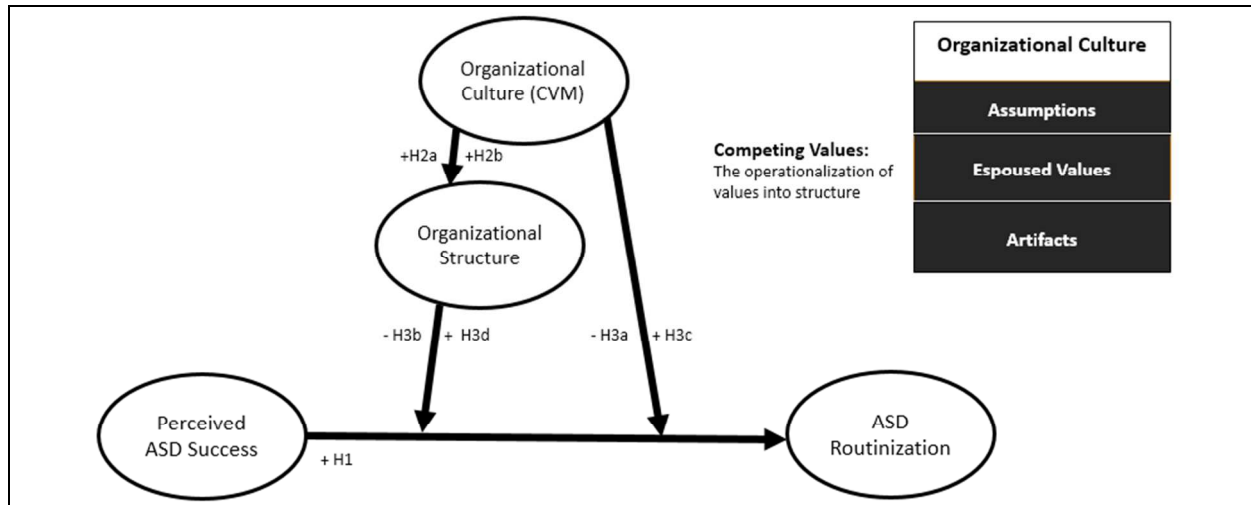 Organizational
Culture (CVM)
+H2a
+H2b
Organizational
Structure
- H3b
+ H3d
- H3a
+ H3c
Perceived
ASD Success
+ H1
ASD
Routinization
Competing Values:
The operationalization of
values into structure
Organizational Culture
Assumptions
Espoused Values
Artifacts